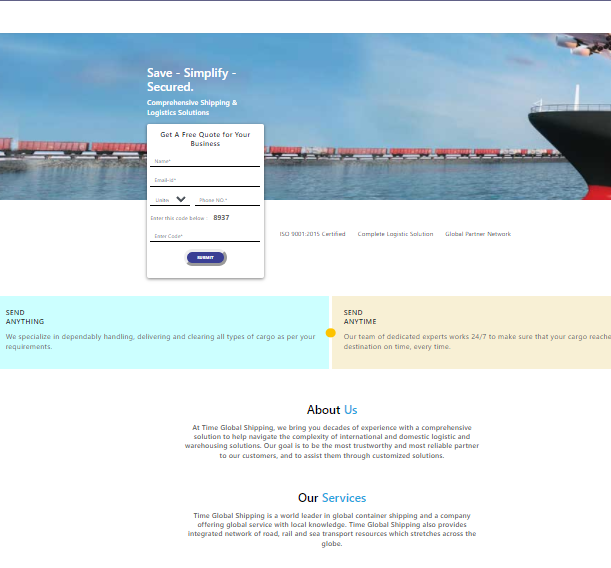 Save - Simplify -
Secured.
Comprehensive Shipping &
Logistics Solutions
Get A Free Quote for Your
Business
Name*
Email-Id*
Phone NO.*
Enter this code below 8937
Enter Code*
SUBMIT
ISO 9001:2015 Certified Complete Logistic Solution Global Partner Network
SEND
ANYTHING
We specialize in dependably handling, delivering and clearing all types of cargo as per your
requirements.
SEND
ANYTIME
Our team of dedicated experts works 24/7 to make sure that your cargo reache
destination on time, every time.
About Us
At Time Global Shipping, we bring you decades of experience with a comprehensive
solution to help navigate the complexity of international and domestic logistic and
warehousing solutions. Our goal is to be the most trustworthy and most reliable partner
to our customers, and to assist them through customized solutions.
Our Services
Time Global Shipping is a world leader in global container shipping and a company
offering global service with local knowledge. Time Global Shipping also provides
integrated network of road, rail and sea transport resources which stretches across the
globe.